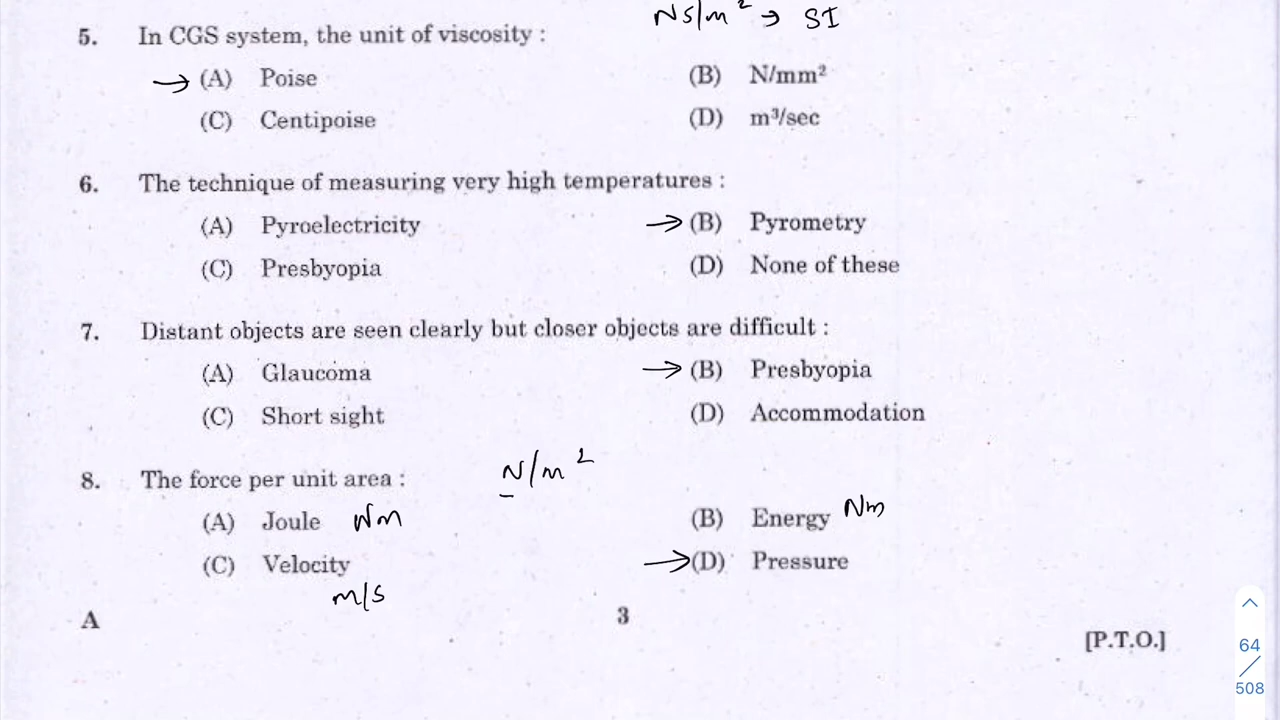 Ns/m² → SI
5. In CGS system, the unit of viscosity :
→ (A) Poise (B) N/mm²
(C) Centipoise (D) m³/sec
6. The technique of measuring very high temperatures :
(A) Pyroelectricity → (B) Pyrometry
(C) Presbyopia (D) None of these
7. Distant objects are seen clearly but closer objects are difficult :
(A) Glaucoma → (B) Presbyopia
(C) Short sight (D) Accommodation
8. The force per unit area : N/m²
(A) Joule Nm (B) Energy Nm
(C) Velocity → (D) Pressure
m/s
A 3
[P.T.O.]
64
/
508